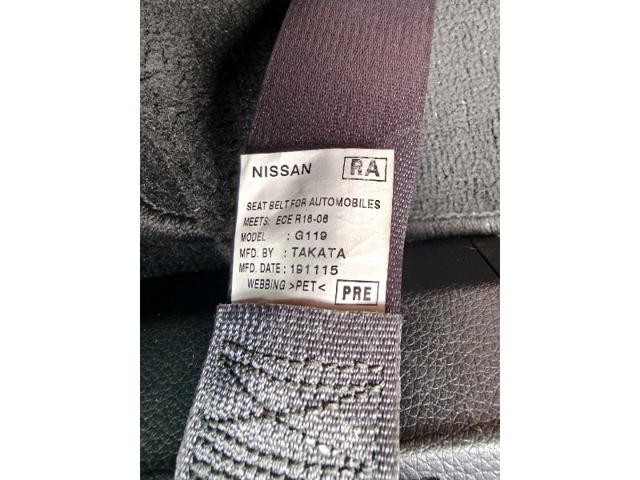 NISSAN RA
SEAT BELT FOR AUTOMOBILES
MEETS: ECE R16-06
MODEL : G119
MFD. BY : TAKATA
MFD. DATE : 191115
WEBBING >PET< PRE